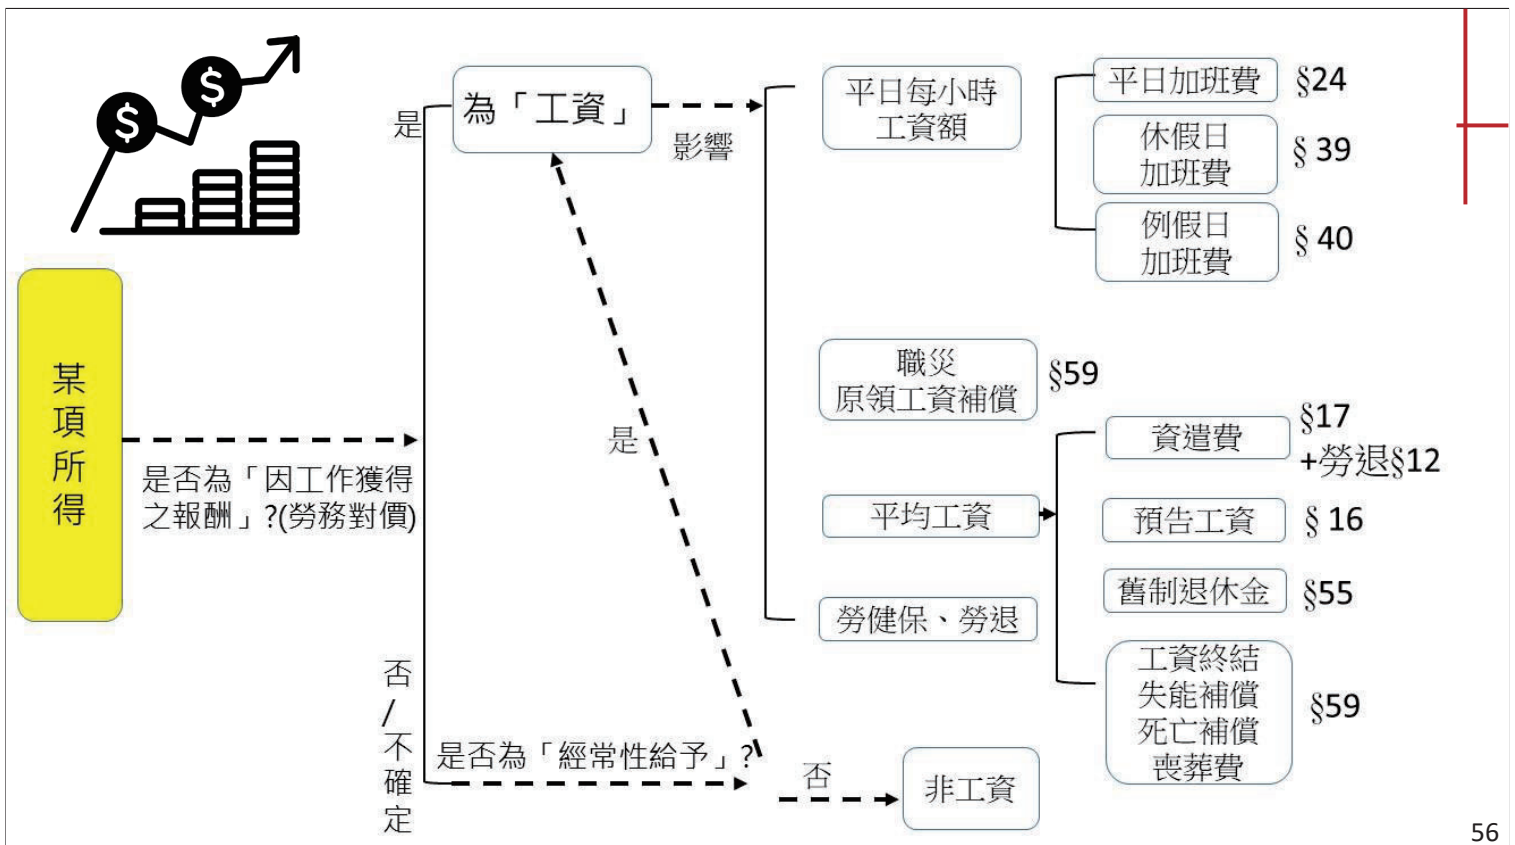 $
$
某
項
所
得
是否為「因工作獲得
之報酬」?(勞務對價)
是
為「工資」
影響
平日每小時
工資額
平日加班費
§24
休假日
加班費
§ 39
例假日
加班費
§ 40
職災
原領工資補償
§59
平均工資
資遣費
§17
+勞退§12
預告工資
§ 16
舊制退休金
§55
工資終結
失能補償
死亡補償
喪葬費
§59
勞健保、勞退
是
否
/
不
確
定
是否為「經常性給予」?
否
非工資
56